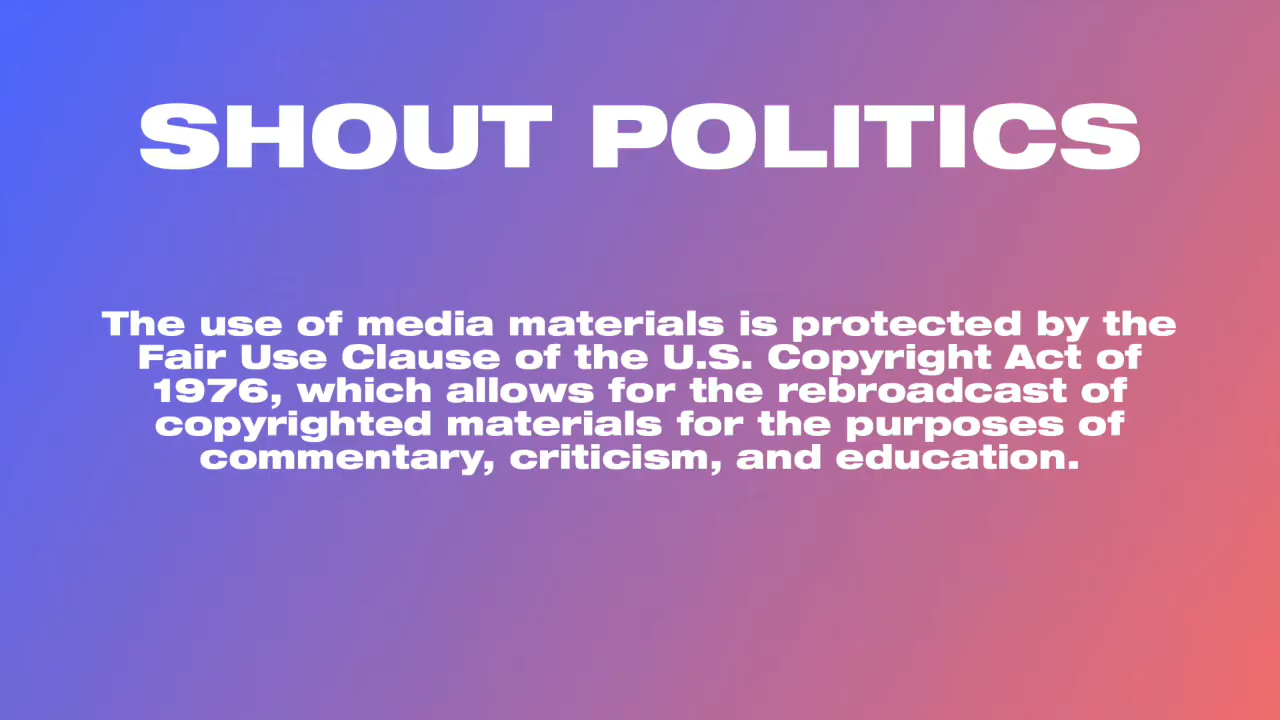 SHOUT POLITICS
The use of media materials is protected by the
Fair Use Clause of the U.S. Copyright Act of
1976, which allows for the rebroadcast of
copyrighted materials for the purposes of
commentary, criticism, and education.